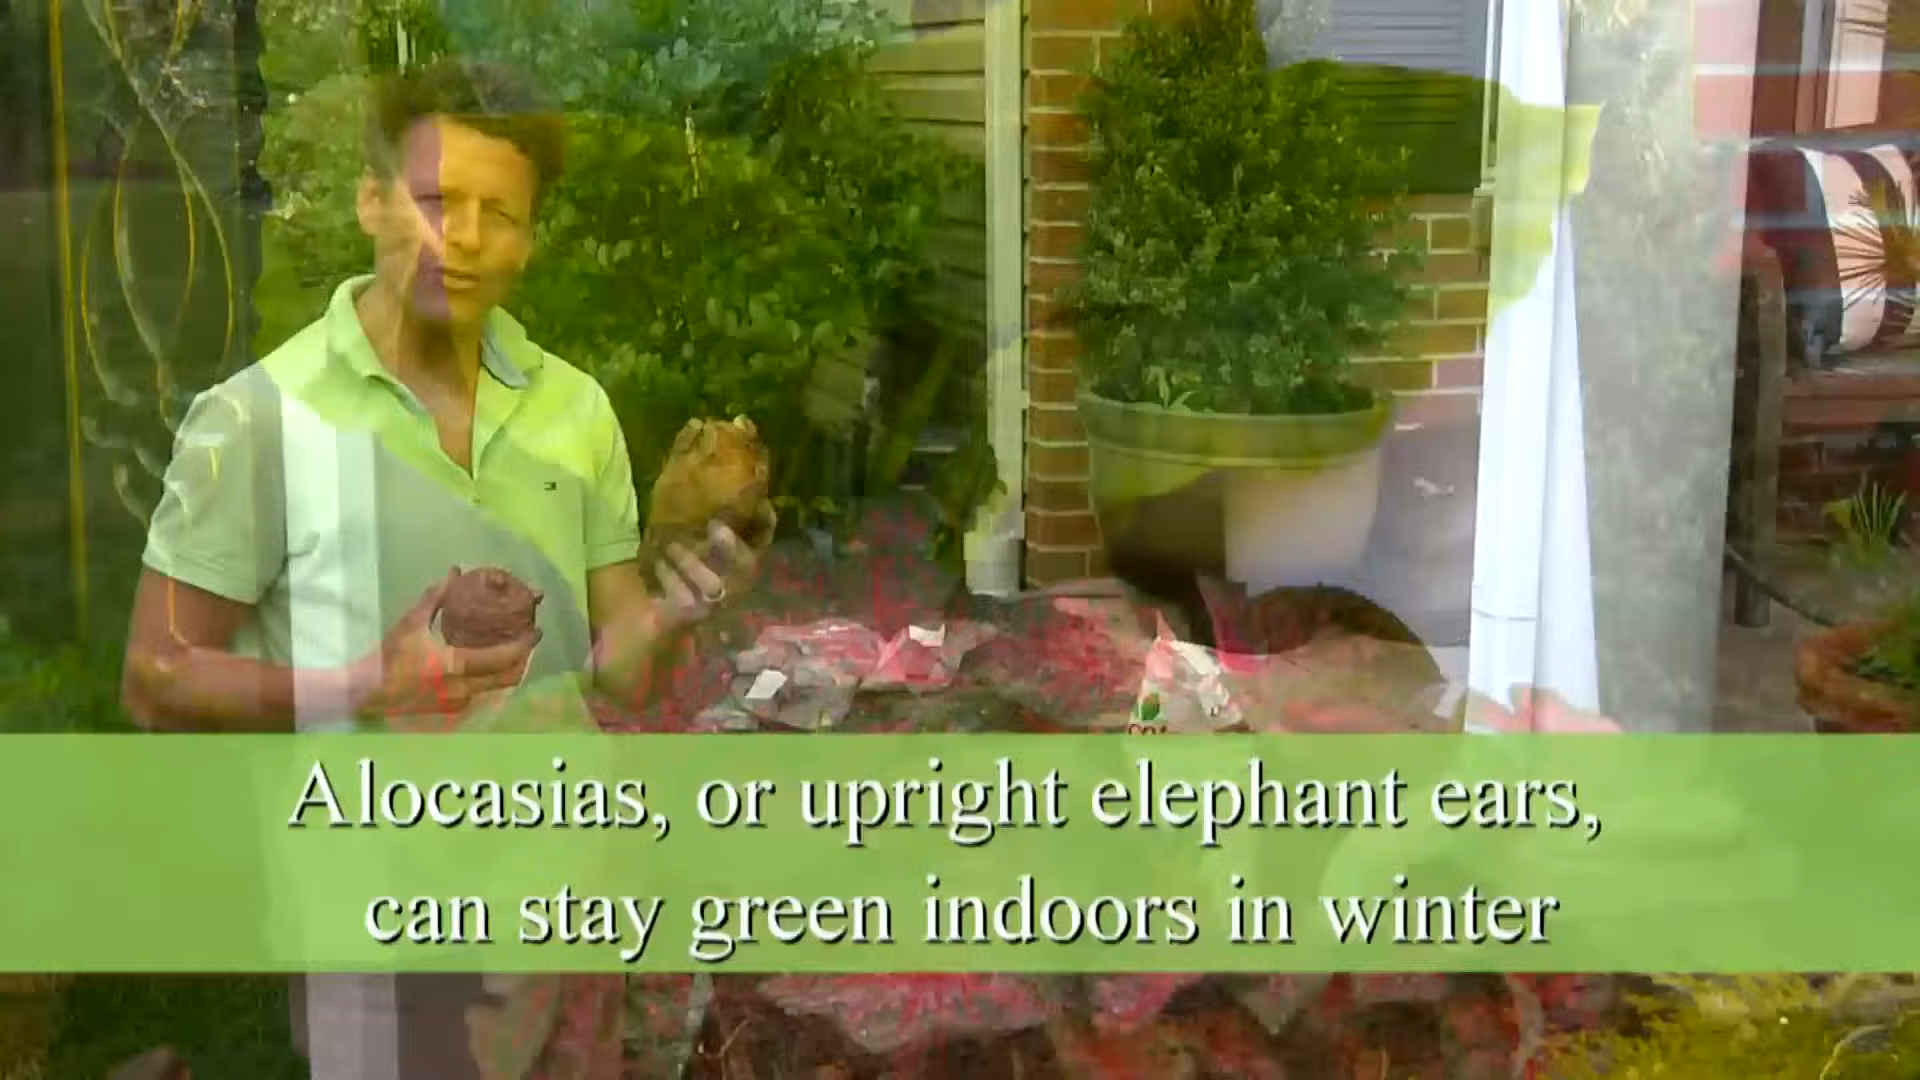 Alocasias, or upright elephant ears,
can stay green indoors in winter